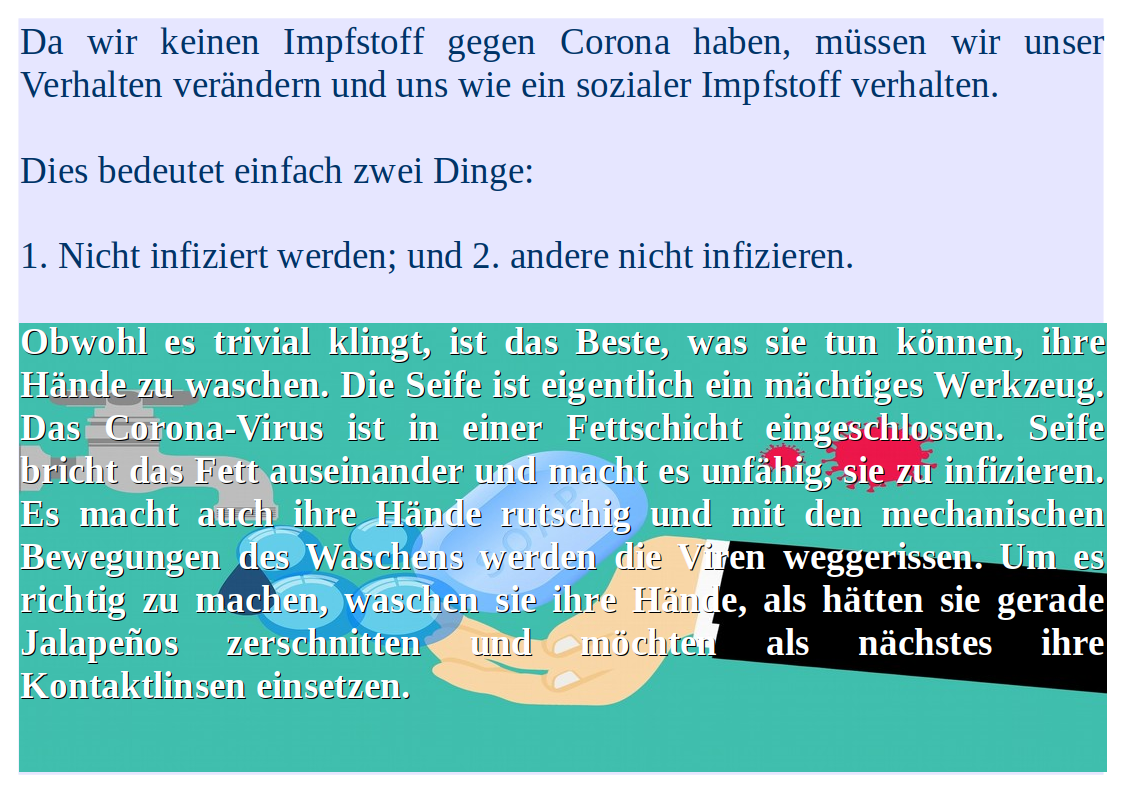 Da wir keinen Impfstoff gegen Corona haben, müssen wir unser
Verhalten verändern und uns wie ein sozialer Impfstoff verhalten.
Dies bedeutet einfach zwei Dinge:
1. Nicht infiziert werden; und 2. andere nicht infizieren.
Obwohl es trivial klingt, ist das Beste, was sie tun können, ihre
Hände zu waschen. Die Seife ist eigentlich ein mächtiges Werkzeug.
Das Corona-Virus ist in einer Fettschicht eingeschlossen. Seife
bricht das Fett auseinander und macht es unfähig, sie zu infizieren.
Es macht auch ihre Hände rutschig und mit den mechanischen
Bewegungen des Waschens werden die Viren weggerissen. Um es
richtig zu machen, waschen sie ihre Hände, als hätten sie gerade
Jalapeños zerschnitten und möchten als nächstes ihre
Kontaktlinsen einsetzen.
SOAP